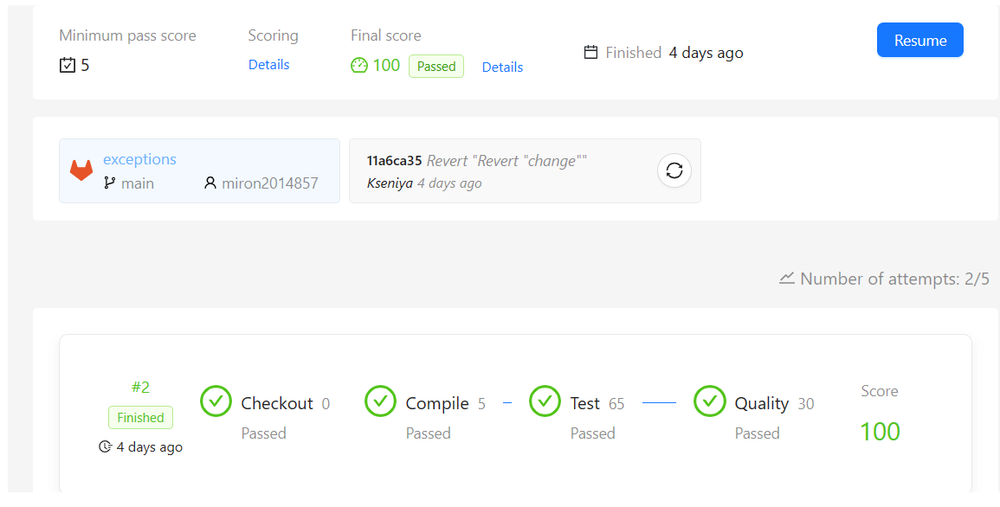 Minimum pass score
5
Scoring
Details
Final score
100 Passed Details
Finished 4 days ago
Resume
exceptions
main miron2014857
11a6ca35 Revert "Revert "change""
Kseniya 4 days ago
Number of attempts: 2/5
#2
Finished
4 days ago
Checkout 0
Passed
Compile 5
Passed
Test 65
Passed
Quality 30
Passed
Score
100